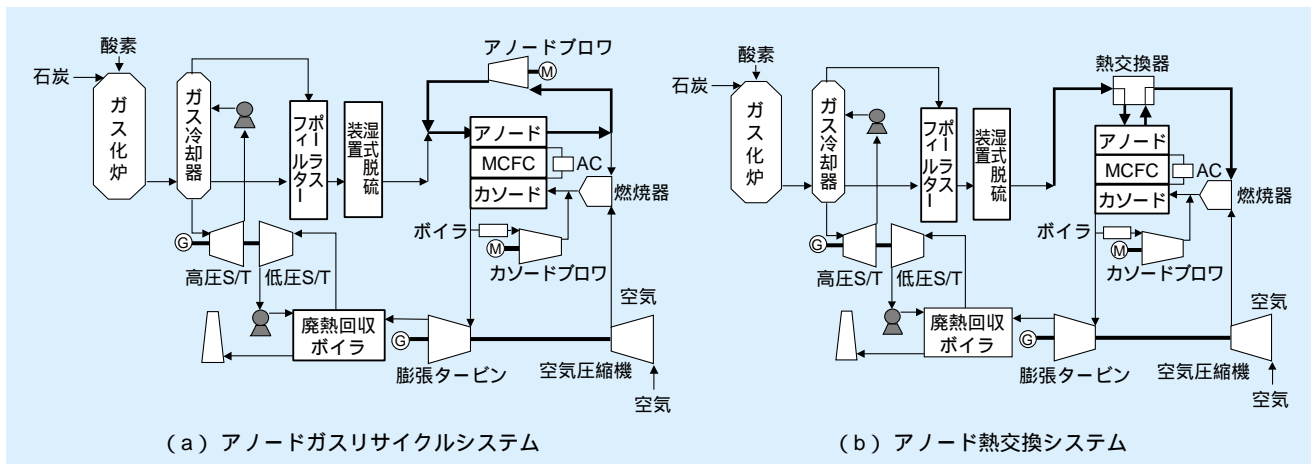 酸素
石炭
ガス化炉
ガス冷却器
ポーラス
フィルター
湿式脱硫
装置
アノードブロワ
M
アノード
MCFC
カソード
AC
燃焼器
ボイラ
M
カソードブロワ
G
高圧S/T
低圧S/T
廃熱回収
ボイラ
G
膨張タービン
空気
空気圧縮機
空気
(a)アノードガスリサイクルシステム
酸素
石炭
ガス化炉
ガス冷却器
ポーラス
フィルター
湿式脱硫
装置
熱交換器
アノード
MCFC
カソード
AC
燃焼器
ボイラ
M
カソードブロワ
G
高圧S/T
低圧S/T
廃熱回収
ボイラ
G
膨張タービン
空気
空気圧縮機
空気
(b)アノード熱交換システム